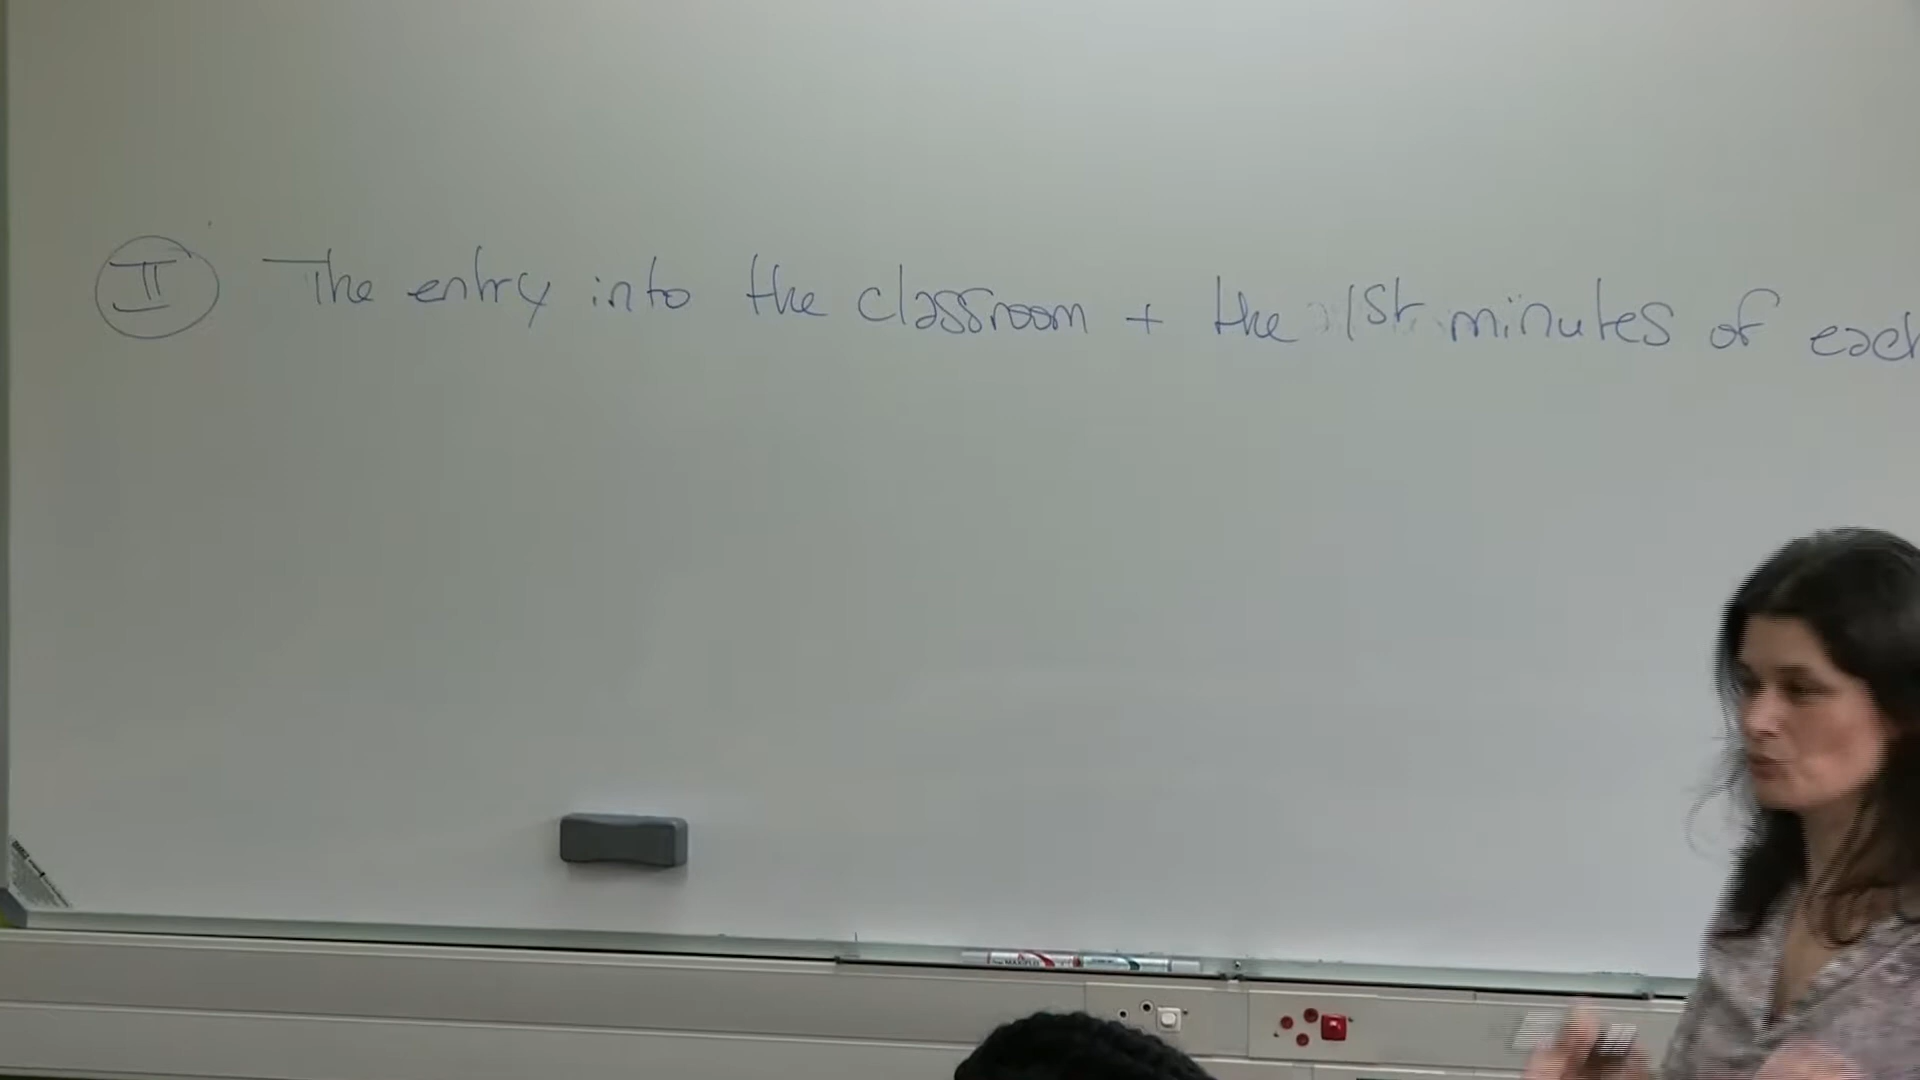 II The entry into the classroom + the 1st minutes of each